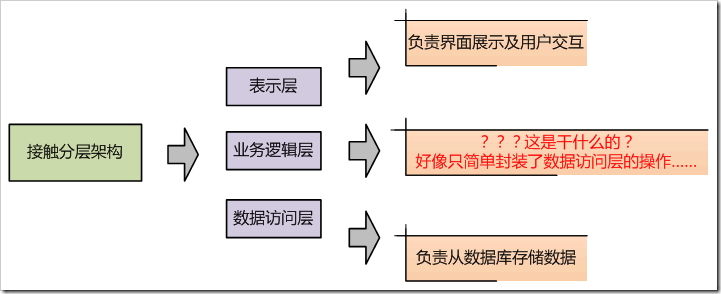 负责界面展示及用户交互
表示层
接触分层架构
业务逻辑层
？？？这是干什么的？
好像只简单封装了数据访问层的操作......
数据访问层
负责从数据库存储数据